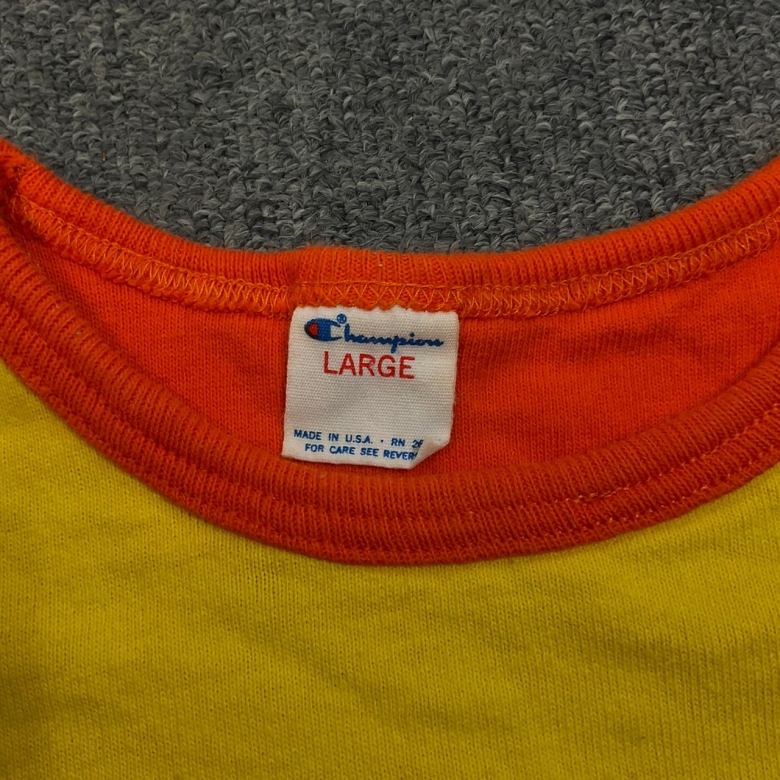 Champion
LARGE
MADE IN U.S.A. · RN
FOR CARE SEE